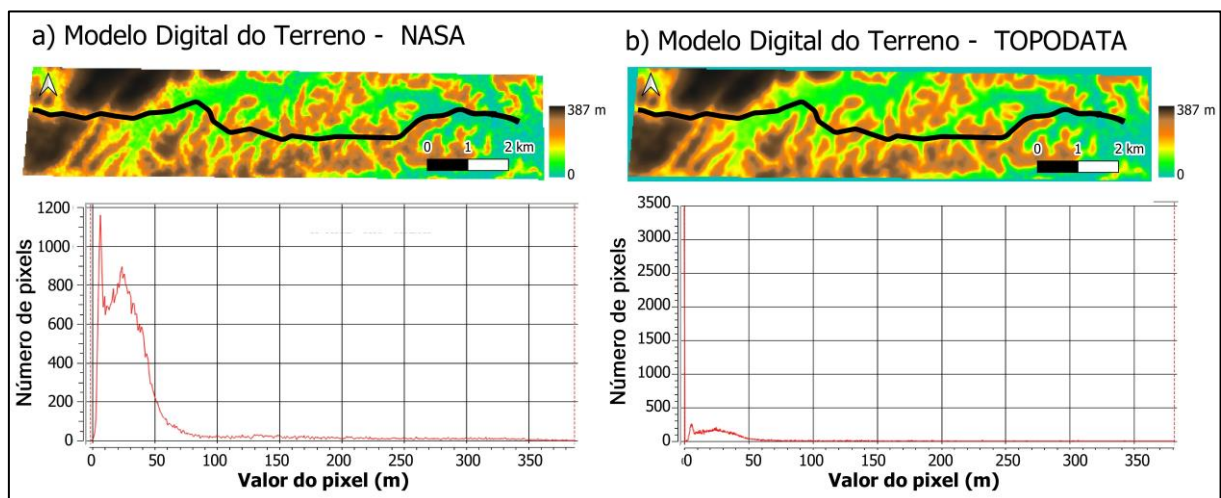 a) Modelo Digital do Terreno - NASA
387 m
0
0 1 2 km
1200
1000
800
600
400
200
0
Número de pixels
0 50 100 150 200 250 300 350
Valor do pixel (m)
b) Modelo Digital do Terreno - TOPODATA
387 m
0
0 1 2 km
3500
3000
2500
2000
1500
1000
500
0
Número de pixels
0 50 100 150 200 250 300 350
Valor do pixel (m)